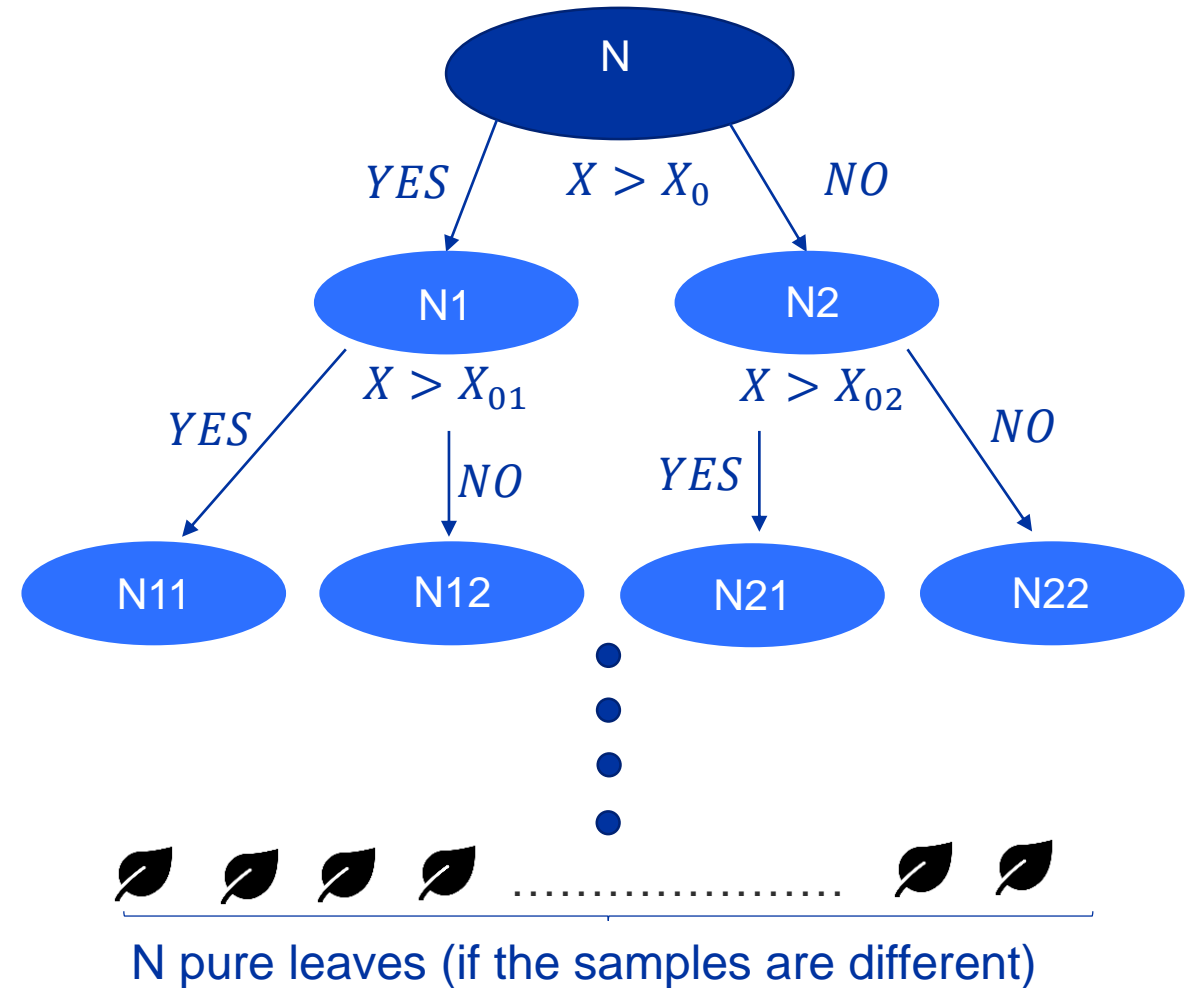 N
YES X > X₀ NO
N1 N2
X > X₀₁ X > X₀₂
YES NO YES NO
N11 N12 N21 N22
....................
N pure leaves (if the samples are different)